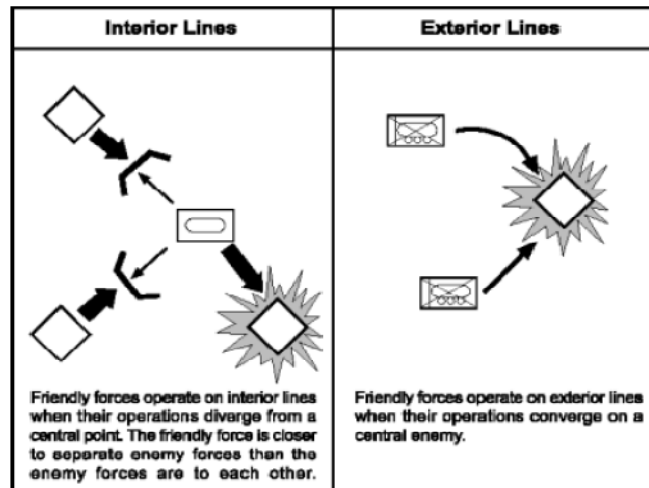 Interior Lines
Friendly forces operate on interior lines
when their operations diverge from a
central point. The friendly force is closer
to separate enemy forces than the
enemy forces are to each other.
Exterior Lines
Friendly forces operate on exterior lines
when their operations converge on a
central enemy.